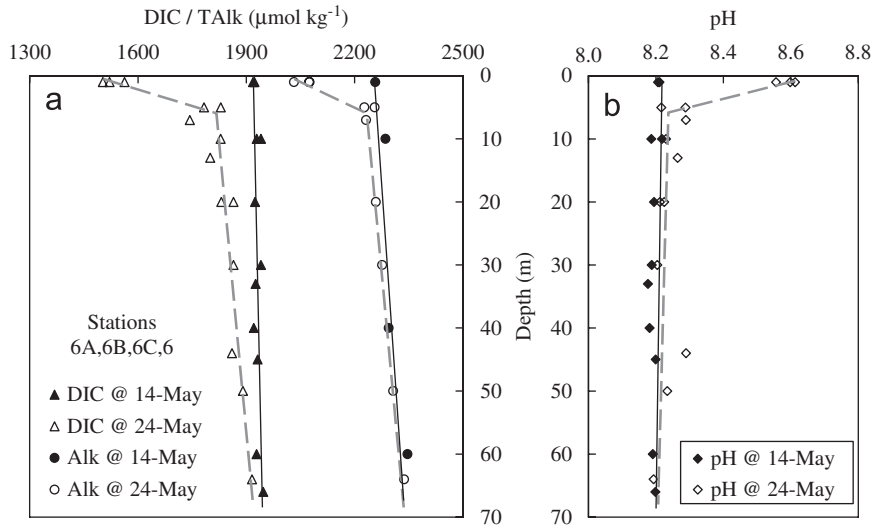 DIC / TAlk (μmol kg⁻¹)
pH
1300 1600 1900 2200 2500
8.0 8.2 8.4 8.6 8.8
a
b
0
10
20
30
40
50
60
70
Depth (m)
0
10
20
30
40
50
60
70
Stations
6A,6B,6C,6
DIC @ 14-May
DIC @ 24-May
Alk @ 14-May
Alk @ 24-May
pH @ 14-May
pH @ 24-May